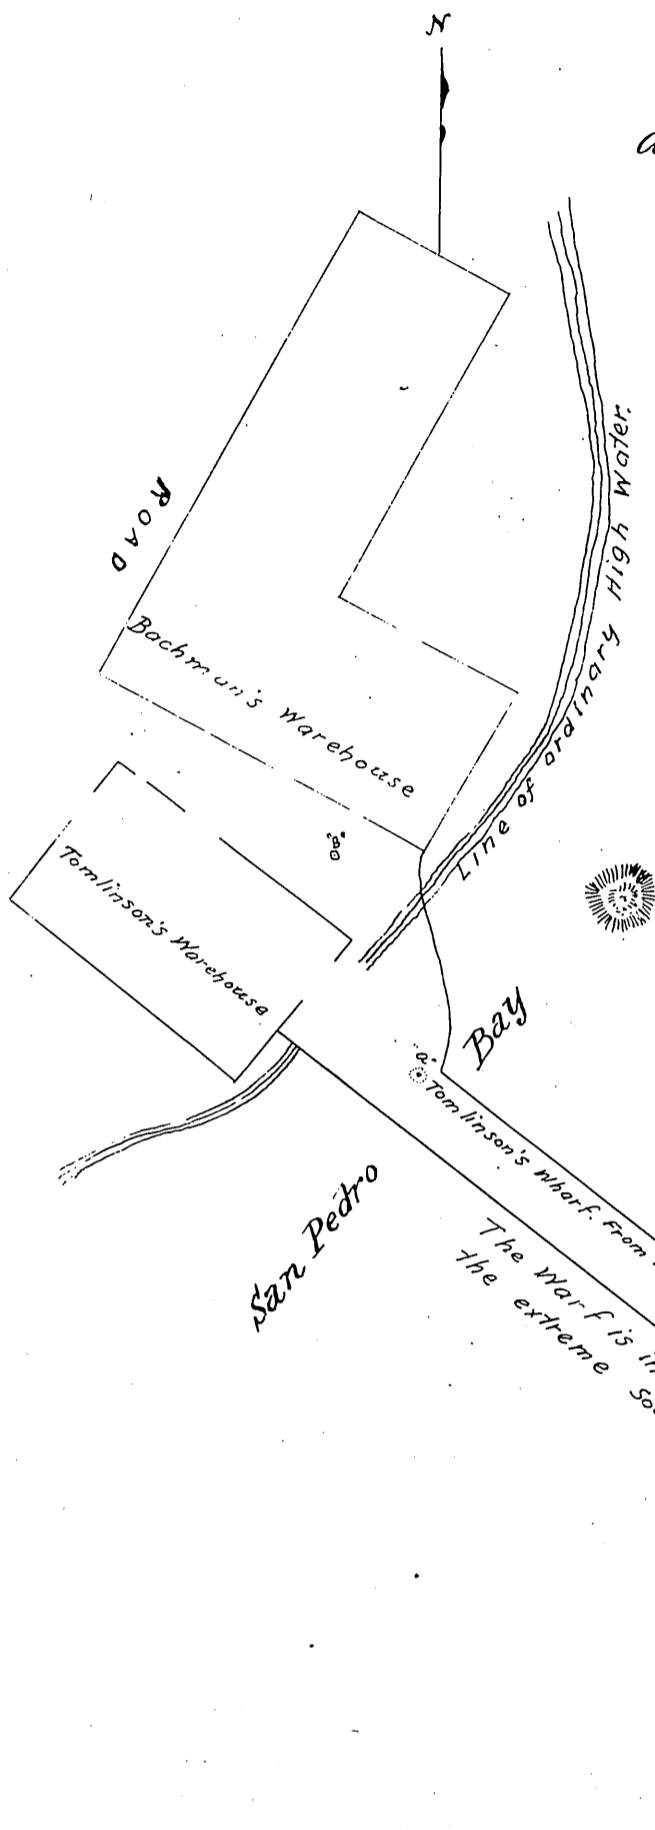 N
ROAD
Line of ordinary High Water.
Bachman's Warehouse
Tomlinson's Warehouse
"B"
"a"
San Pedro Bay
Tomlinson's Wharf. From
The Warf is in
the extreme So